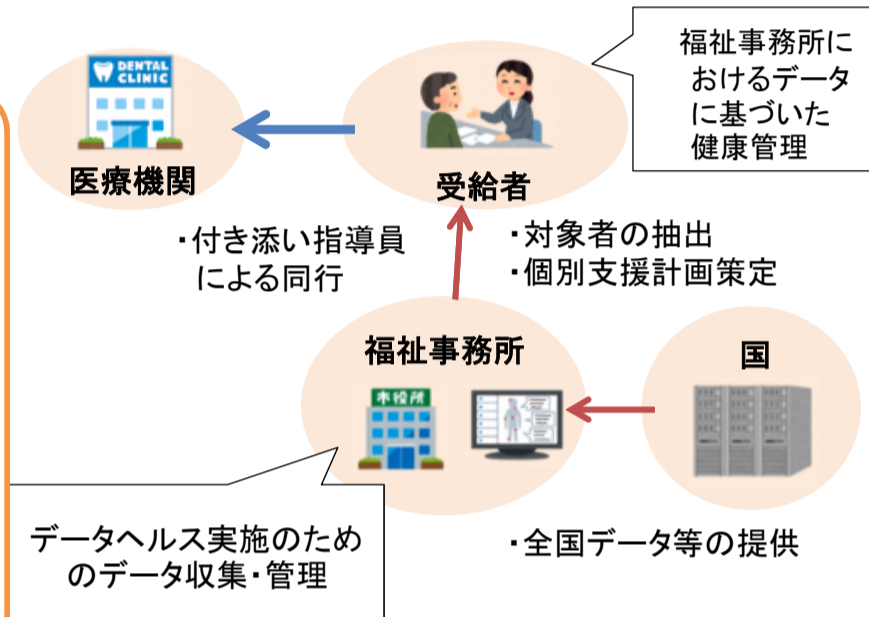 DENTAL
CLINIC
医療機関
受給者
福祉事務所に
おけるデータ
に基づいた
健康管理
・付き添い指導員
による同行
・対象者の抽出
・個別支援計画策定
福祉事務所
市役所
国
データヘルス実施のため
のデータ収集・管理
・全国データ等の提供